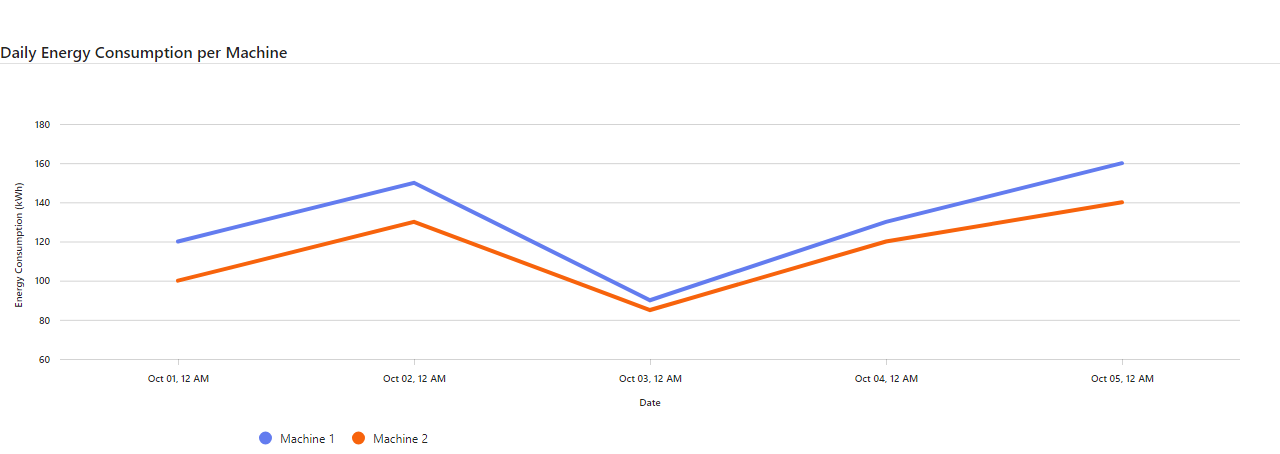 Daily Energy Consumption per Machine
180
160
140
120
100
80
60
Energy Consumption (kWh)
Oct 01, 12 AM Oct 02, 12 AM Oct 03, 12 AM Oct 04, 12 AM Oct 05, 12 AM
Date
Machine 1 Machine 2